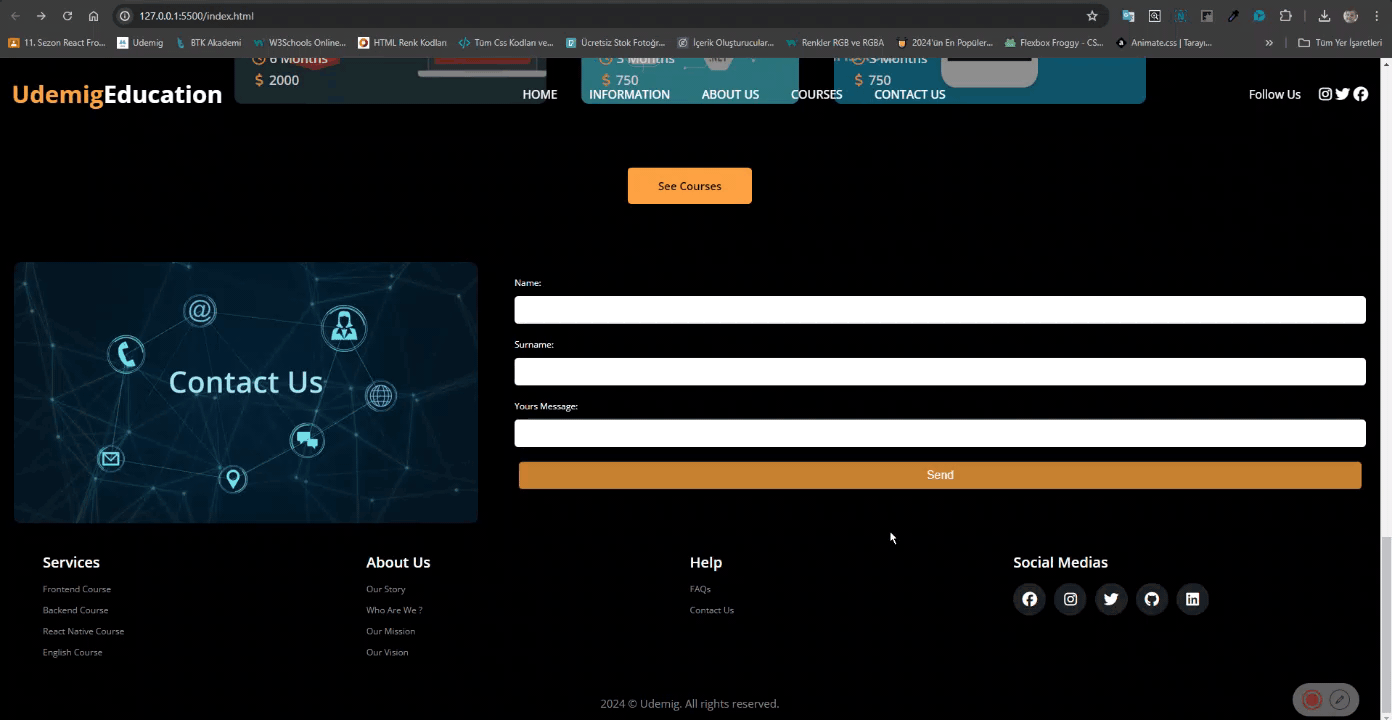 127.0.0.1:5500/index.html
11. Sezon React Fro...
Udemig
BTK Akademi
W3Schools Online...
HTML Renk Kodları
Tüm Css Kodları ve...
Ücretsiz Stok Fotoğr...
İçerik Oluşturucular...
Renkler RGB ve RGBA
2024'ün En Popüler...
Flexbox Froggy - CS...
Animate.css | Tarayı...
Tüm Yer İşaretleri
6 Months
3 Months
3 Months
$ 2000
$ 750
$ 750
.NET
UdemigEducation
HOME
INFORMATION
ABOUT US
COURSES
CONTACT US
Follow Us
See Courses
Contact Us
Name:
Surname:
Yours Message:
Send
Services
Frontend Course
Backend Course
React Native Course
English Course
About Us
Our Story
Who Are We ?
Our Mission
Our Vision
Help
FAQs
Contact Us
Social Medias
2024 © Udemig. All rights reserved.